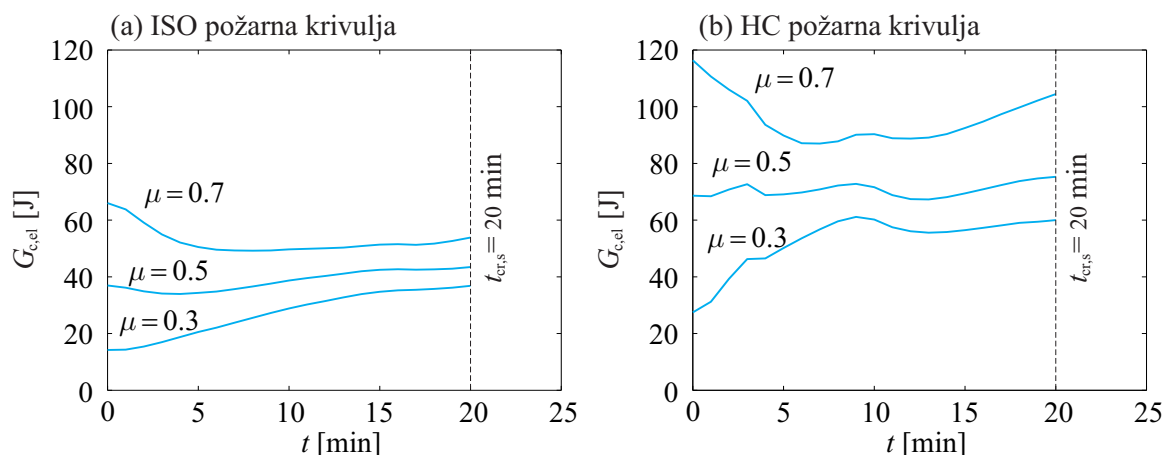 (a) ISO požarna krivulja
120
100
80
60
40
20
0
G_c,el [J]
μ = 0.7
μ = 0.5
μ = 0.3
t_cr,s = 20 min
0 5 10 15 20 25
t [min]
(b) HC požarna krivulja
120
100
80
60
40
20
0
G_c,el [J]
μ = 0.7
μ = 0.5
μ = 0.3
t_cr,s = 20 min
0 5 10 15 20 25
t [min]